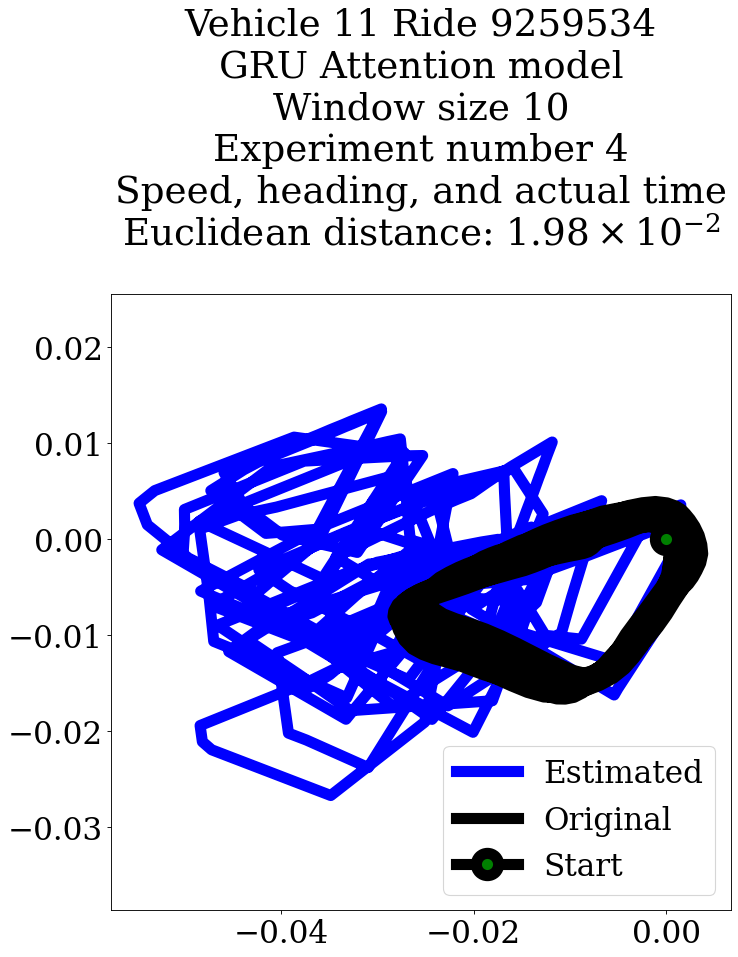 Vehicle 11 Ride 9259534
GRU Attention model
Window size 10
Experiment number 4
Speed, heading, and actual time
Euclidean distance: 1.98 × 10⁻²
0.02
0.01
0.00
−0.01
−0.02
−0.03
Estimated
Original
Start
−0.04
−0.02
0.00